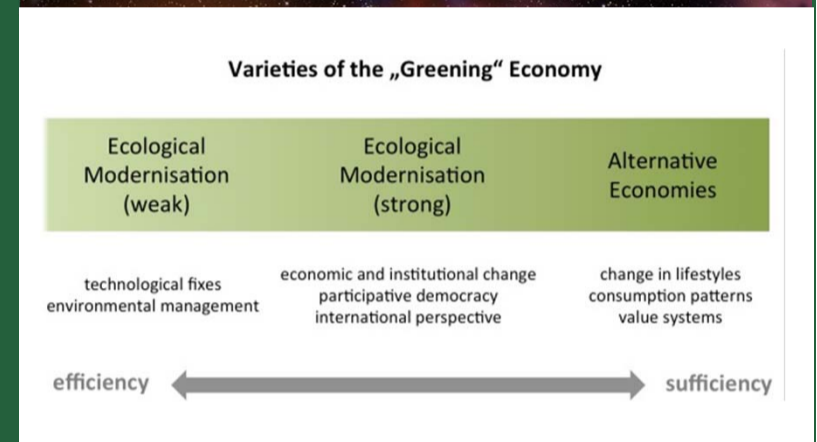 Varieties of the „Greening“ Economy
Ecological
Modernisation
(weak)
Ecological
Modernisation
(strong)
Alternative
Economies
technological fixes
environmental management
economic and institutional change
participative democracy
international perspective
change in lifestyles
consumption patterns
value systems
efficiency
sufficiency